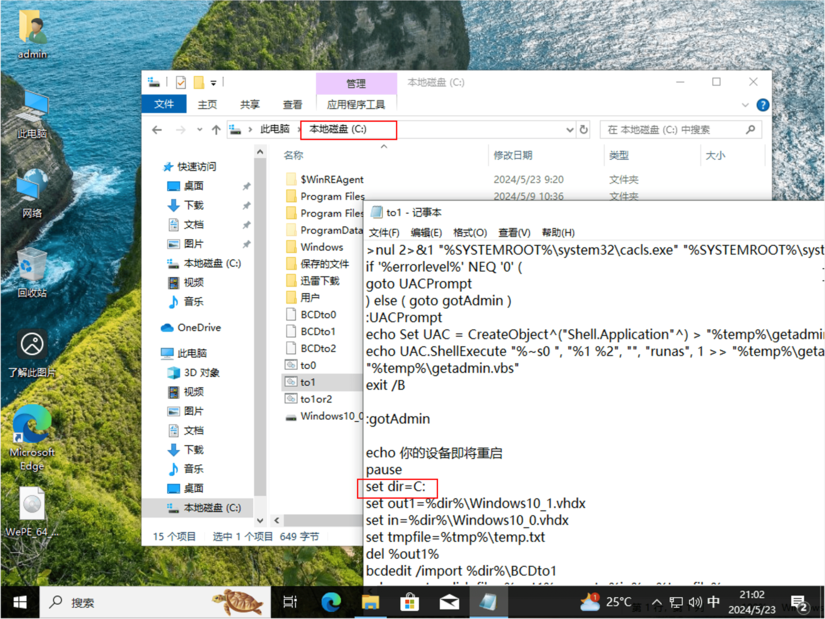 admin
此电脑
网络
回收站
了解此图片
Microsoft
Edge
WePE_64_...
管理
本地磁盘 (C:)
文件
主页
共享
查看
应用程序工具
此电脑
本地磁盘 (C:)
在 本地磁盘 (C:) 中搜索
快速访问
桌面
下载
文档
图片
本地磁盘 (C:)
视频
音乐
OneDrive
此电脑
3D 对象
视频
图片
文档
下载
音乐
桌面
本地磁盘 (C:)
名称
修改日期
类型
大小
$WinREAgent
2024/5/23 9:20
文件夹
Program Files
2024/5/9 10:36
文件夹
Program Files
ProgramData
Windows
保存的文件
迅雷下载
用户
BCDto0
BCDto1
BCDto2
to0
to1
to1or2
Windows10_0
15 个项目
选中 1 个项目
649 字节
to1 - 记事本
文件(F)
编辑(E)
格式(O)
查看(V)
帮助(H)
>nul 2>&1 "%SYSTEMROOT%\system32\cacls.exe" "%SYSTEMROOT%\syst
if '%errorlevel%' NEQ '0' (
goto UACPrompt
) else ( goto gotAdmin )
:UACPrompt
echo Set UAC = CreateObject^("Shell.Application"^) > "%temp%\getadmi
echo UAC.ShellExecute "%~s0 ", "%1 %2", "", "runas", 1 >> "%temp%\geta
"%temp%\getadmin.vbs"
exit /B
:gotAdmin
echo 你的设备即将重启
pause
set dir=C:
set out1=%dir%\Windows10_1.vhdx
set in=%dir%\Windows10_0.vhdx
set tmpfile=%tmp%\temp.txt
del %out1%
bcdedit /import %dir%\BCDto1
搜索
25°C
中
21:02
2024/5/23
2